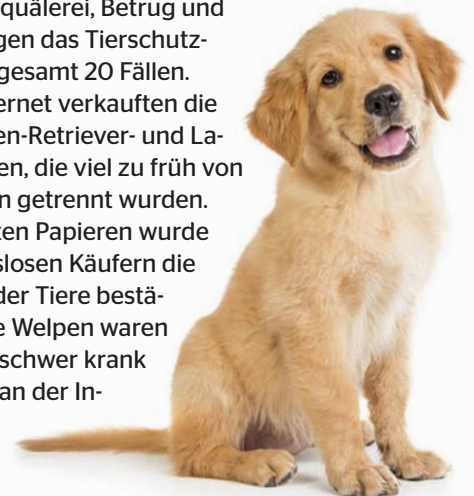 quälerei, Betrug und
gen das Tierschutz-
gesamt 20 Fällen.
ernet verkauften die
en-Retriever- und La-
en, die viel zu früh von
n getrennt wurden.
ten Papieren wurde
slosen Käufern die
der Tiere bestä-
e Welpen waren
schwer krank
an der In-